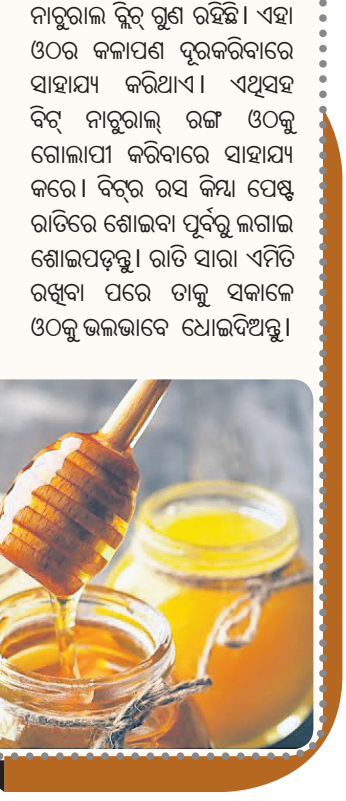 ନାଚୁରାଲ ବ୍ଲିଚ୍ ଗୁଣ ରହିଛି। ଏହା
ଓଠର କଳାପଣ ଦୂରକରିବାରେ
ସାହାଯ୍ୟ କରିଥାଏ। ଏଥିସହ
ବିଟ୍ ନାଚୁରାଲ୍ ରଙ୍ଗ ଓଠକୁ
ଗୋଲାପୀ କରିବାରେ ସାହାଯ୍ୟ
କରେ। ବିଟ୍‌ର ରସ କିମ୍ୱା ପେଷ୍ଟ
ରାତିରେ ଶୋଇବା ପୂର୍ବରୁ ଲଗାଇ
ଶୋଇପଡ଼ନ୍ତୁ। ରାତି ସାରା ଏମିତି
ରଖିବା ପରେ ତାକୁ ସକାଳେ
ଓଠକୁ ଭଲଭାବେ ଧୋଇଦିଅନ୍ତୁ।